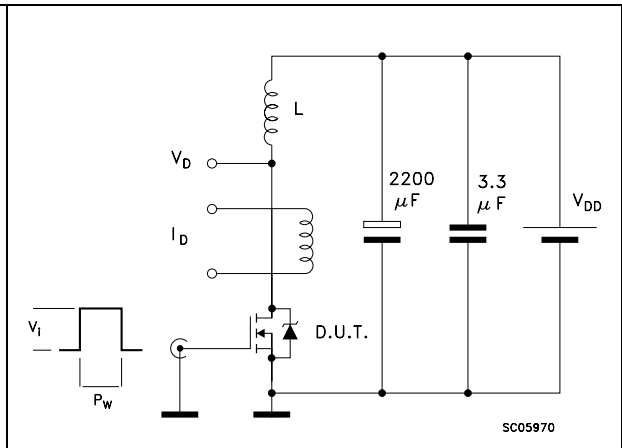 L
V_D
2200
μF
3.3
μF
V_DD
I_D
V_i
D.U.T.
P_W
SC05970